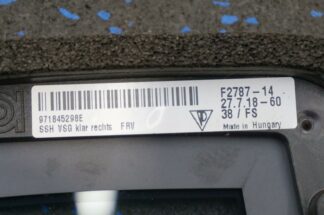 F2787-14
27.7.18-60
38 / FS
971845298E
SSH VSG klar rechts FRV
Made in Hungary